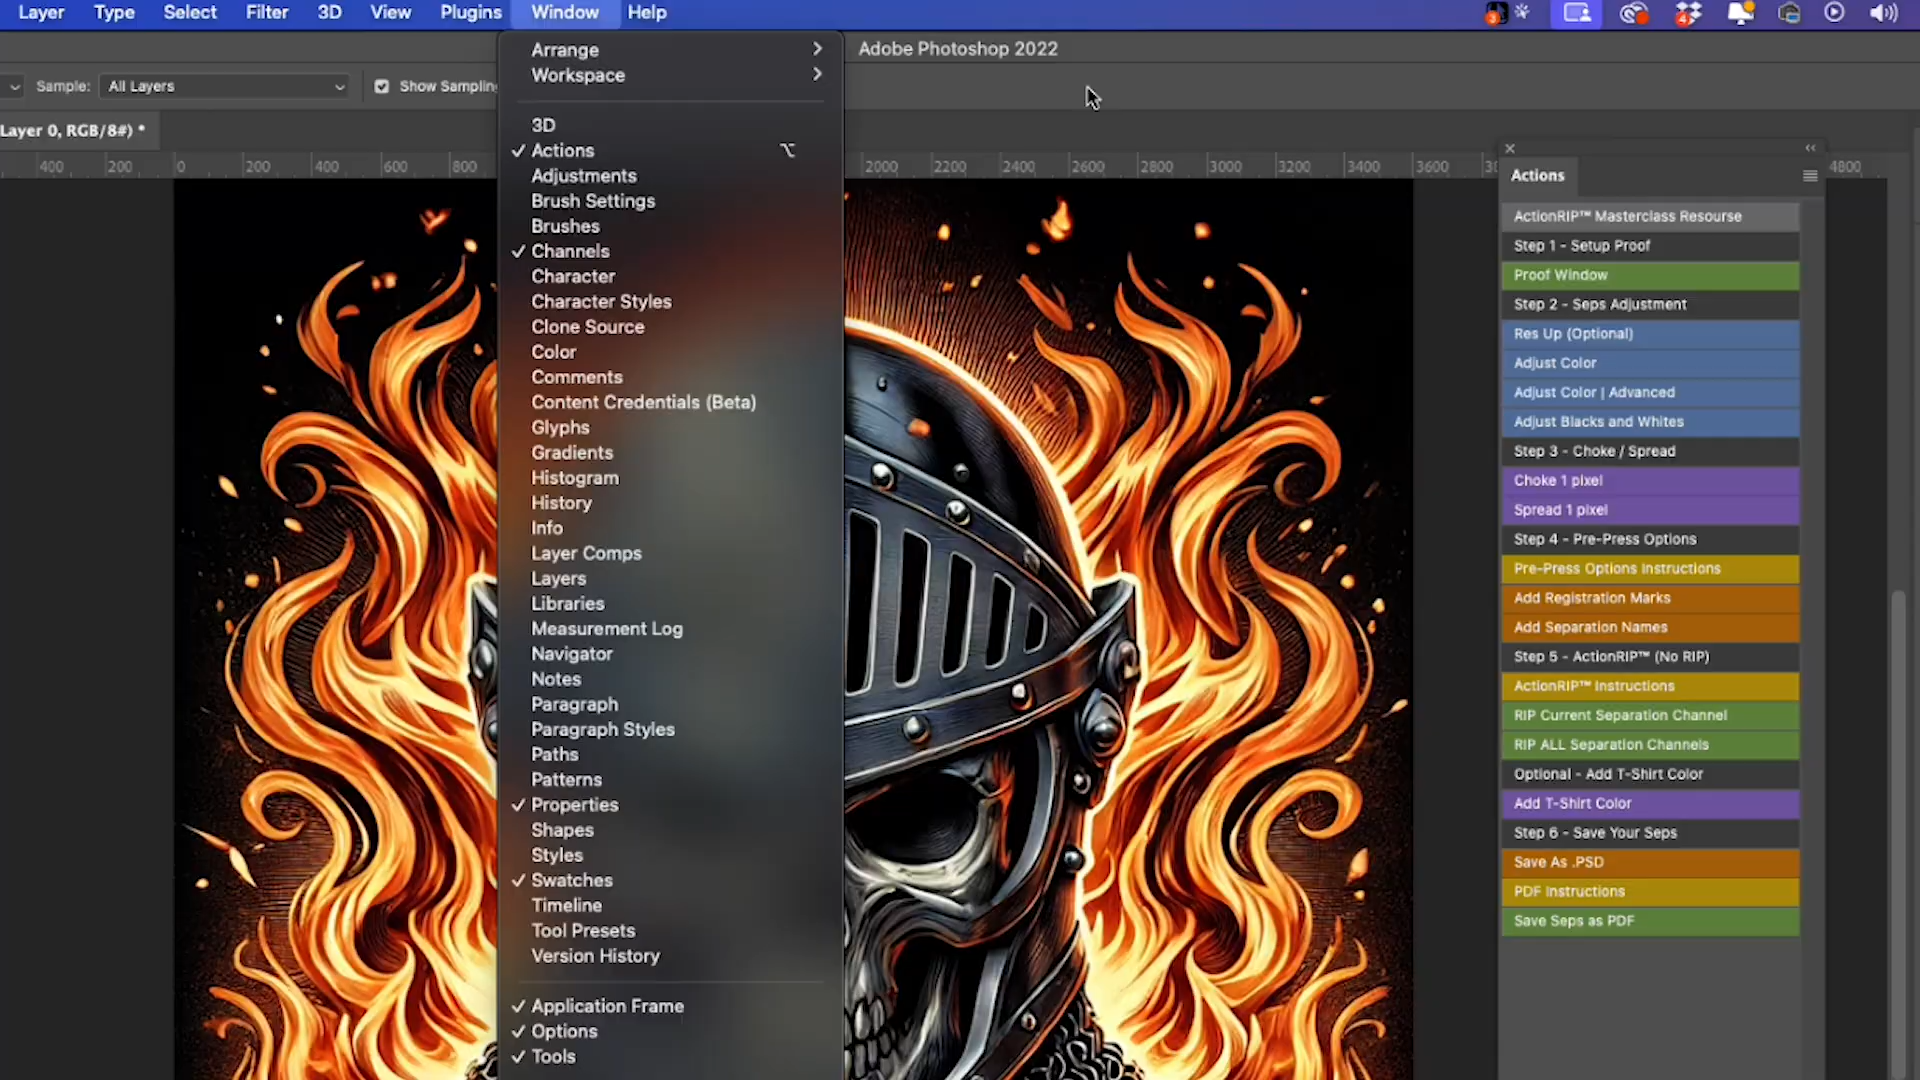 Layer Type Select Filter 3D View Plugins Window Help
3
4
Adobe Photoshop 2022
Sample: All Layers
Show Sampling
Layer 0, RGB/8#) *
400 200 0 200 400 600 800
2000 2200 2400 2600 2800 3000 3200 3400 3600 4800
Arrange
Workspace
3D
✓ Actions ⌥
Adjustments
Brush Settings
Brushes
✓ Channels
Character
Character Styles
Clone Source
Color
Comments
Content Credentials (Beta)
Glyphs
Gradients
Histogram
History
Info
Layer Comps
Layers
Libraries
Measurement Log
Navigator
Notes
Paragraph
Paragraph Styles
Paths
Patterns
✓ Properties
Shapes
Styles
✓ Swatches
Timeline
Tool Presets
Version History
✓ Application Frame
✓ Options
✓ Tools
Actions
ActionRIP™ Masterclass Resourse
Step 1 - Setup Proof
Proof Window
Step 2 - Seps Adjustment
Res Up (Optional)
Adjust Color
Adjust Color | Advanced
Adjust Blacks and Whites
Step 3 - Choke / Spread
Choke 1 pixel
Spread 1 pixel
Step 4 - Pre-Press Options
Pre-Press Options Instructions
Add Registration Marks
Add Separation Names
Step 5 - ActionRIP™ (No RIP)
ActionRIP™ Instructions
RIP Current Separation Channel
RIP ALL Separation Channels
Optional - Add T-Shirt Color
Add T-Shirt Color
Step 6 - Save Your Seps
Save As .PSD
PDF Instructions
Save Seps as PDF